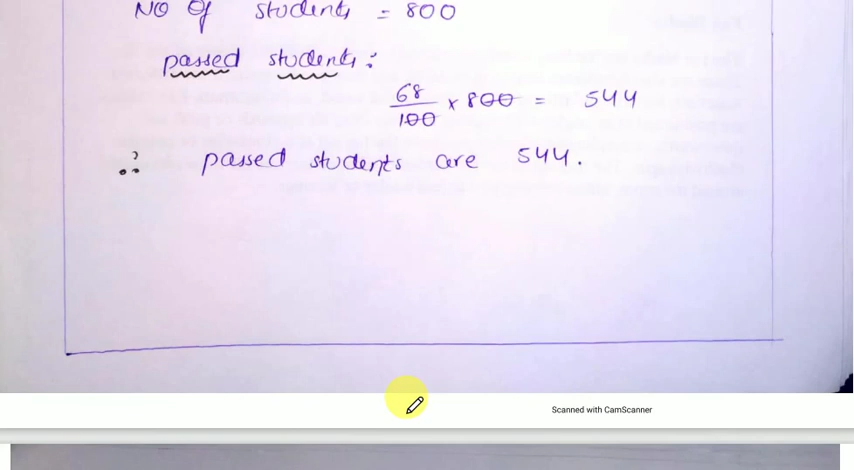 No of students = 800
passed students :
68/100 × 800 = 544
∴ passed students are 544.
Scanned with CamScanner